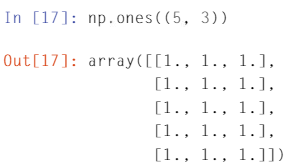 In [17]: np.ones((5, 3))
Out[17]: array([[1., 1., 1.],
[1., 1., 1.],
[1., 1., 1.],
[1., 1., 1.],
[1., 1., 1.]])